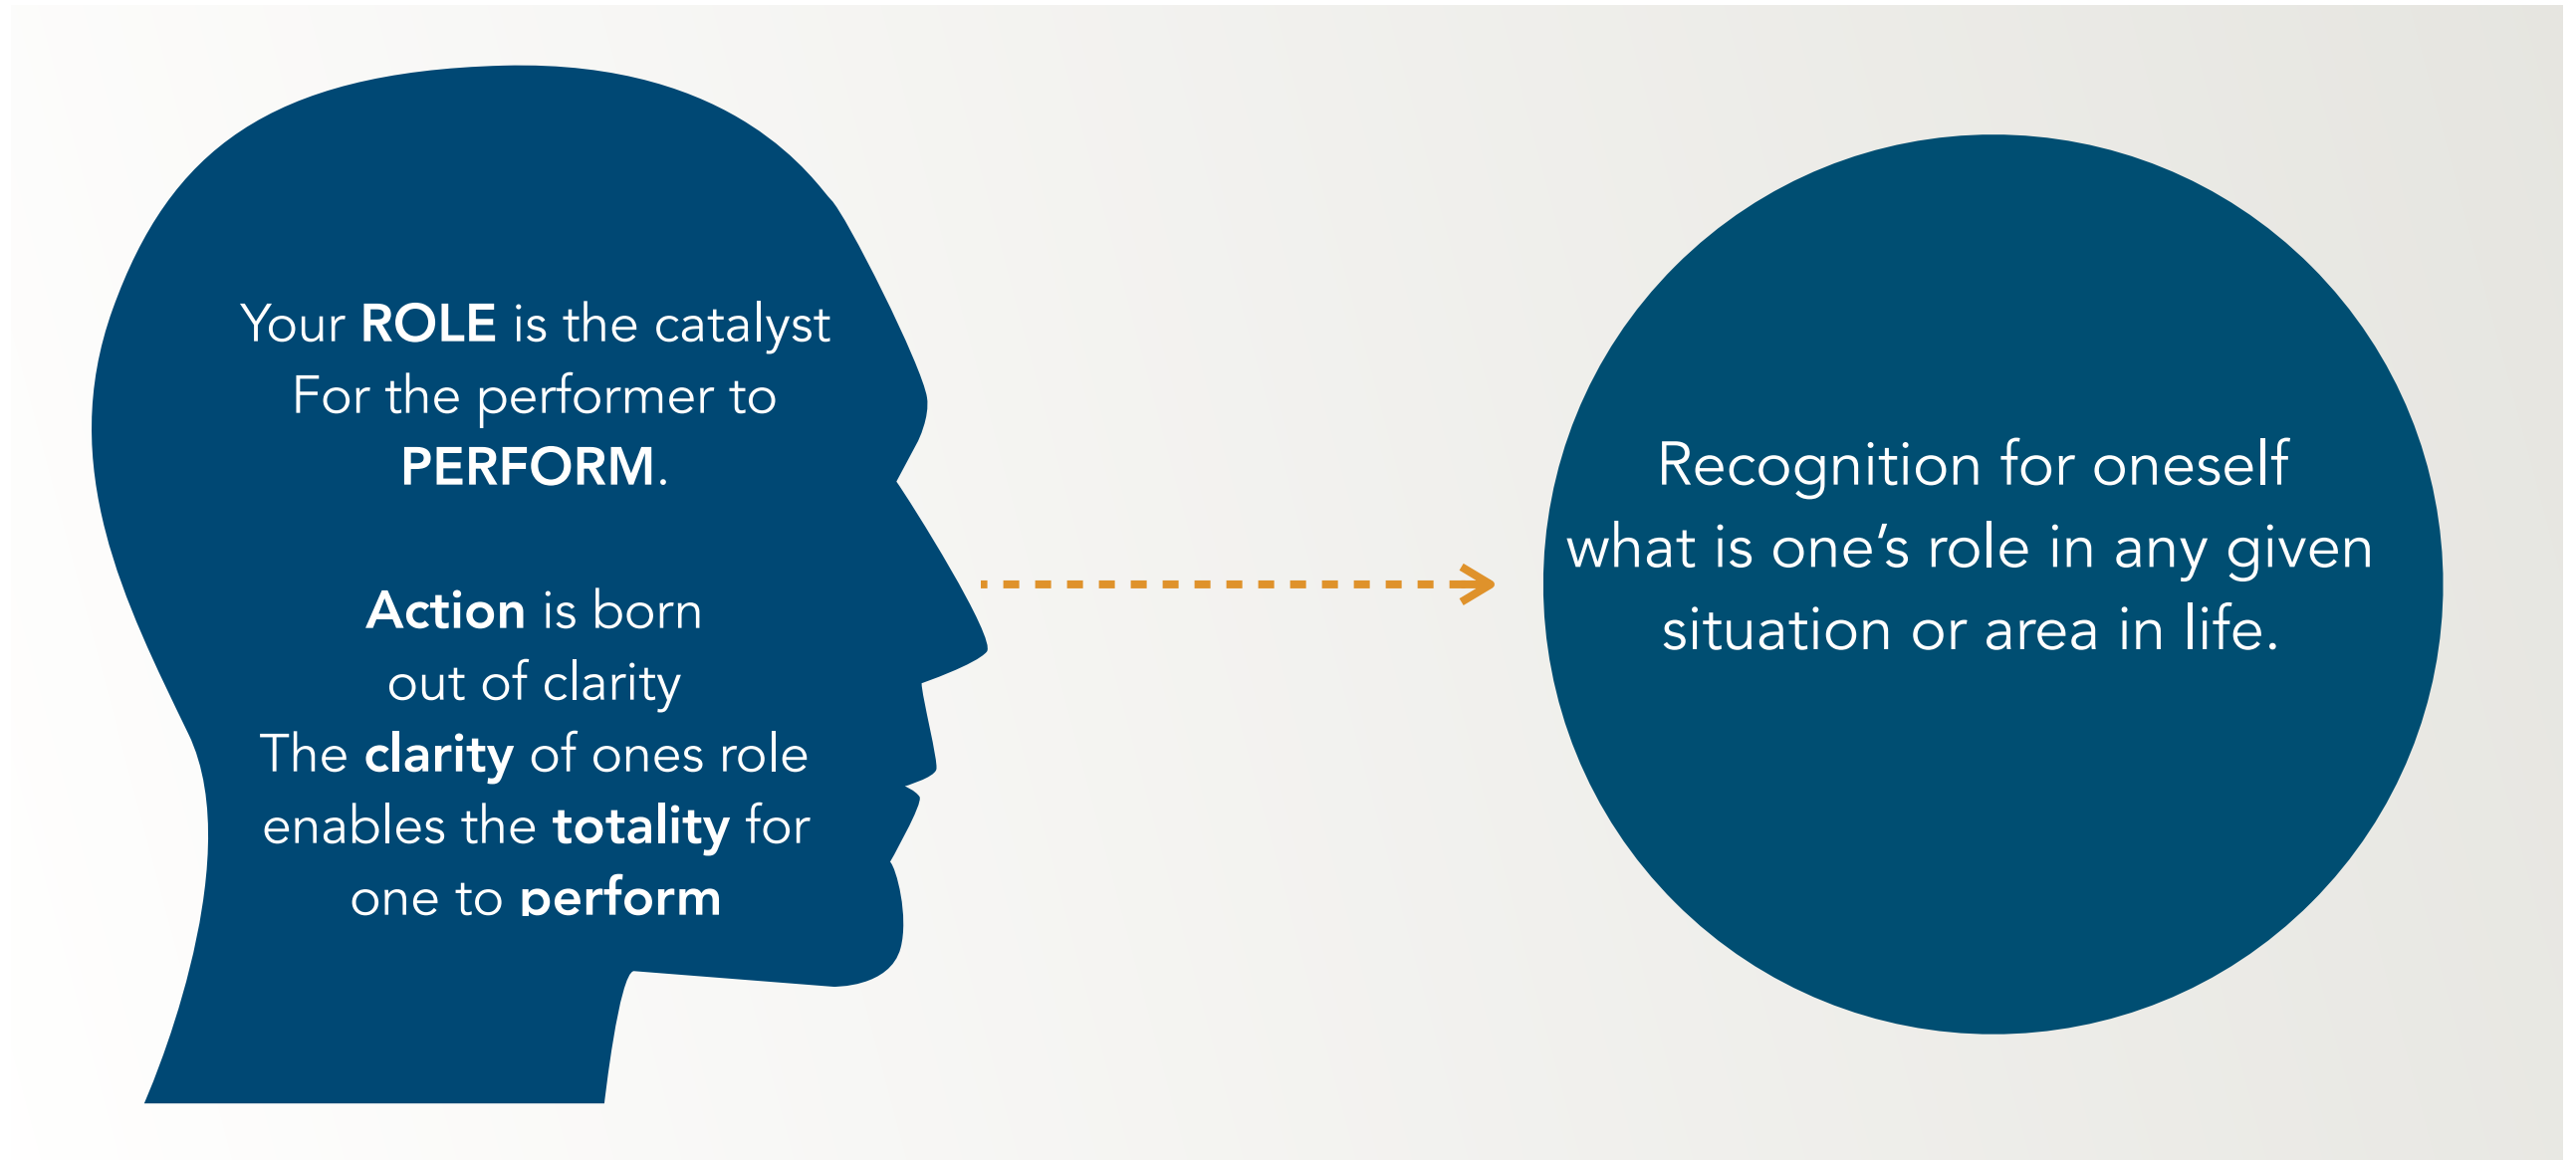 Your ROLE is the catalyst
For the performer to
PERFORM.
Action is born
out of clarity
The clarity of ones role
enables the totality for
one to perform
Recognition for oneself
what is one’s role in any given
situation or area in life.